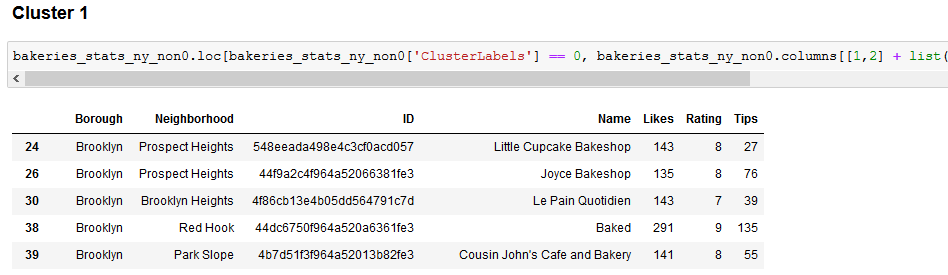 Cluster 1
bakeries_stats_ny_non0.loc[bakeries_stats_ny_non0['ClusterLabels'] == 0, bakeries_stats_ny_non0.columns[[1,2] + list(
Borough Neighborhood ID Name Likes Rating Tips
24 Brooklyn Prospect Heights 548eeada498e4c3cf0acd057 Little Cupcake Bakeshop 143 8 27
26 Brooklyn Prospect Heights 44f9a2c4f964a52066381fe3 Joyce Bakeshop 135 8 76
30 Brooklyn Brooklyn Heights 4f86cb13e4b05dd564791c7d Le Pain Quotidien 143 7 39
38 Brooklyn Red Hook 44dc6750f964a520a6361fe3 Baked 291 9 135
39 Brooklyn Park Slope 4b7d51f3f964a52013b82fe3 Cousin John's Cafe and Bakery 141 8 55